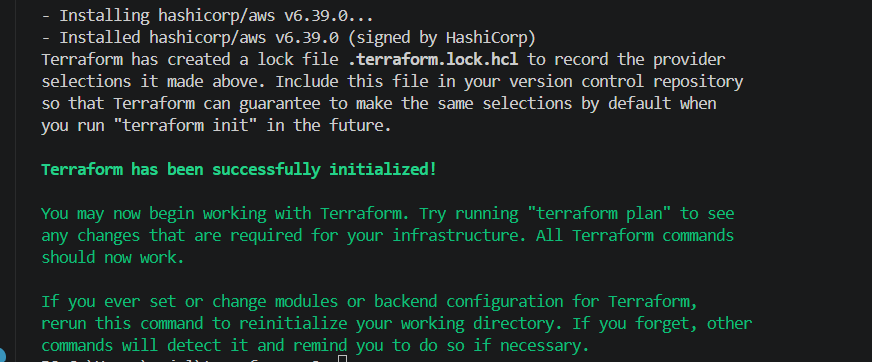 - Installing hashicorp/aws v6.39.0...
- Installed hashicorp/aws v6.39.0 (signed by HashiCorp)
Terraform has created a lock file .terraform.lock.hcl to record the provider
selections it made above. Include this file in your version control repository
so that Terraform can guarantee to make the same selections by default when
you run "terraform init" in the future.
Terraform has been successfully initialized!
You may now begin working with Terraform. Try running "terraform plan" to see
any changes that are required for your infrastructure. All Terraform commands
should now work.
If you ever set or change modules or backend configuration for Terraform,
rerun this command to reinitialize your working directory. If you forget, other
commands will detect it and remind you to do so if necessary.